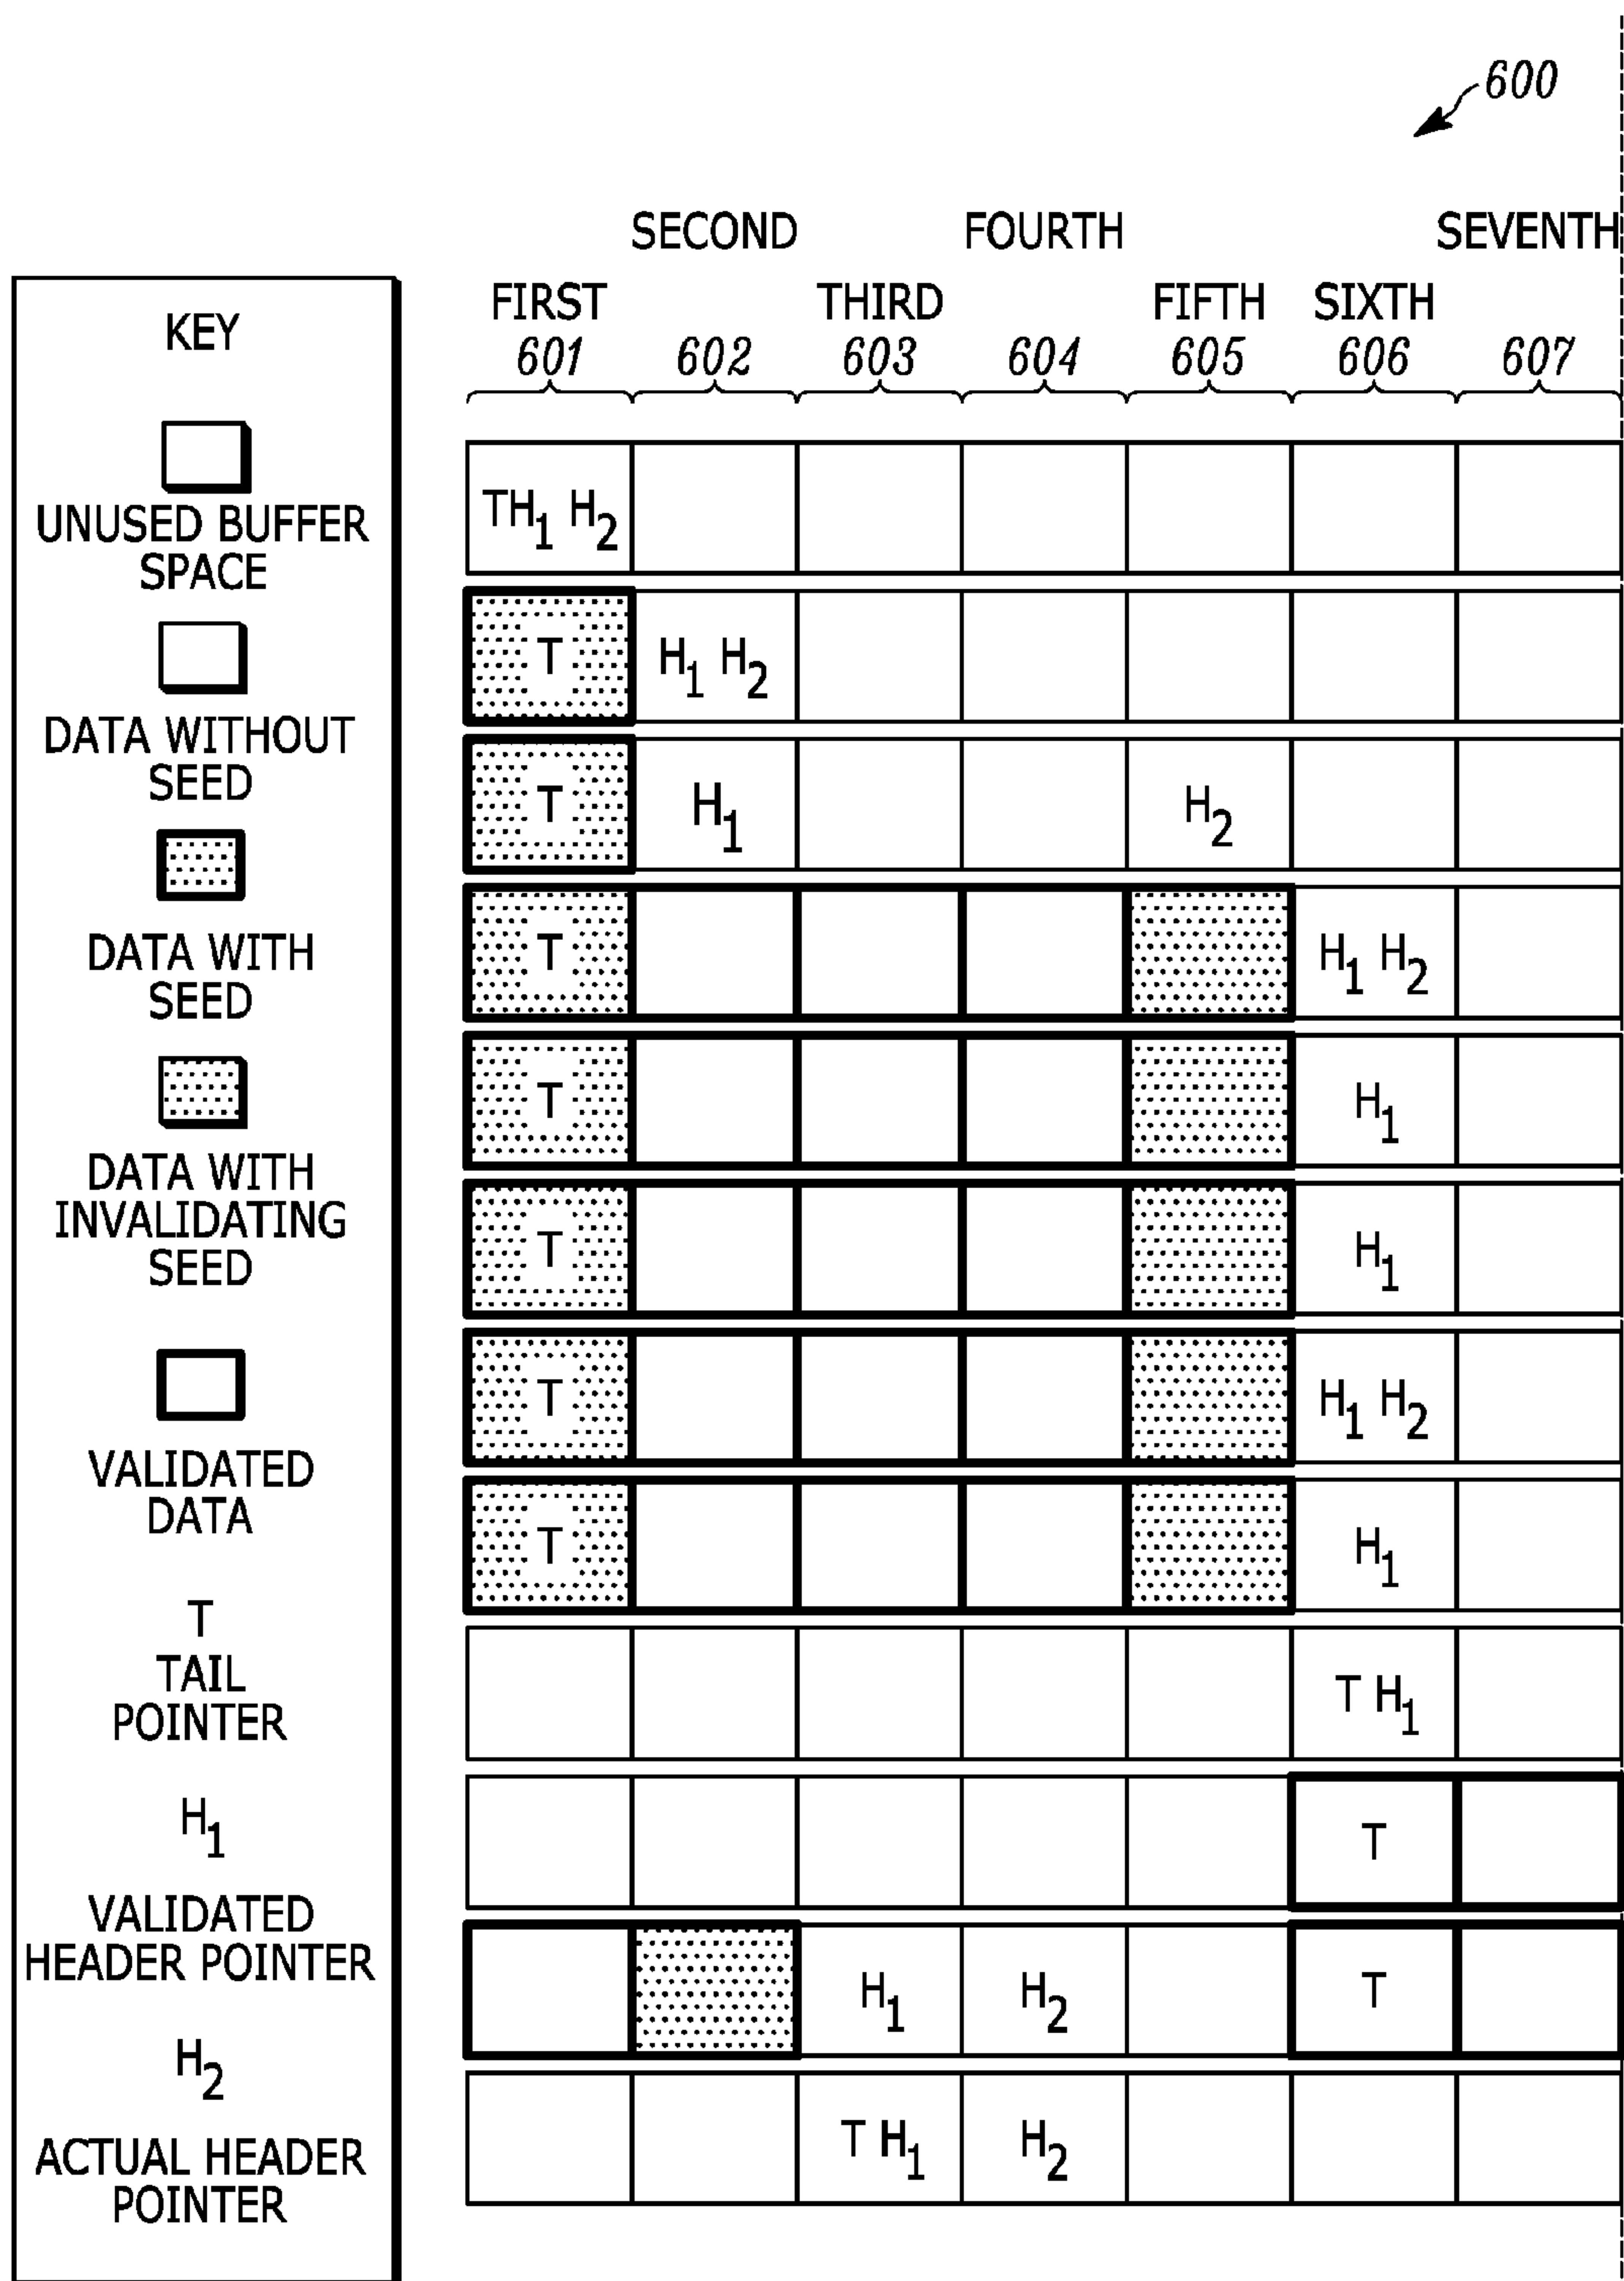 600
SECOND FOURTH SEVENTH
FIRST THIRD FIFTH SIXTH
601 602 603 604 605 606 607
KEY
UNUSED BUFFER
SPACE
DATA WITHOUT
SEED
DATA WITH
SEED
DATA WITH
INVALIDATING
SEED
VALIDATED
DATA
T
TAIL
POINTER
H1
VALIDATED
HEADER POINTER
H2
ACTUAL HEADER
POINTER
TH1 H2
T H1 H2
T H1 H2
T H1 H2
T H1
T H1
T H1 H2
T H1
T H1
T
H1 H2 T
T H1 H2